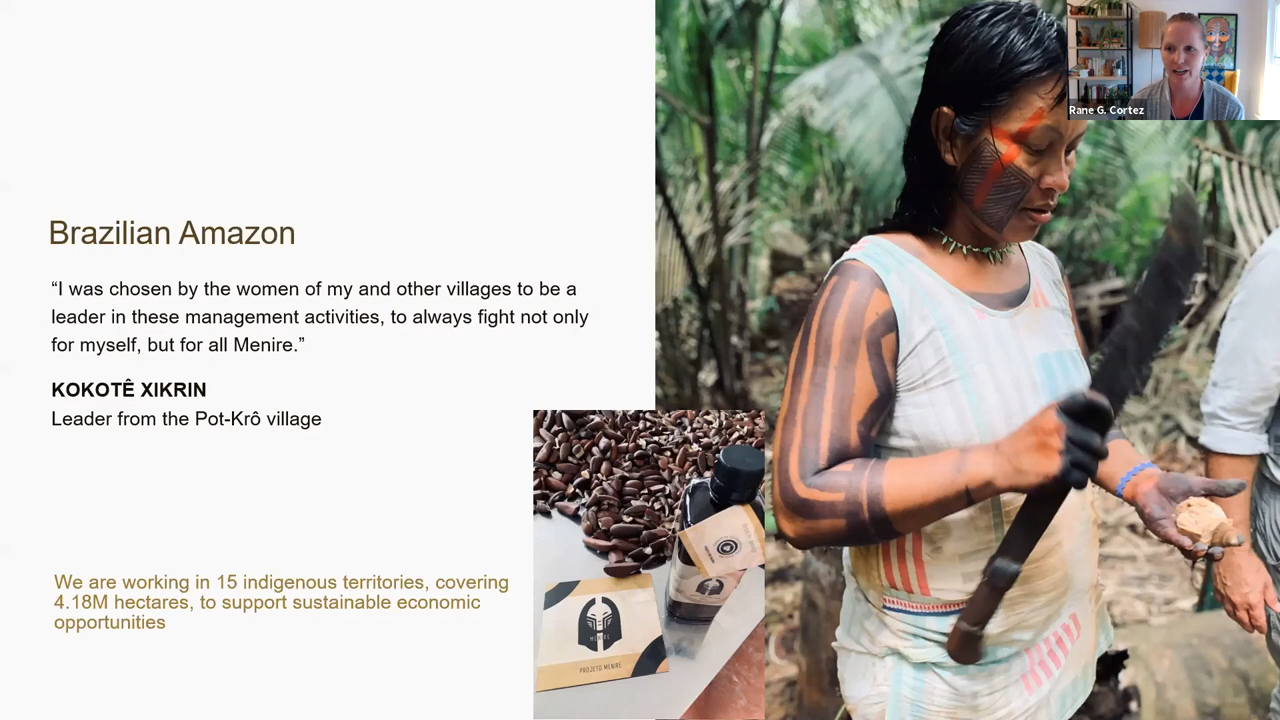 Rane G. Cortez
Brazilian Amazon
“I was chosen by the women of my and other villages to be a
leader in these management activities, to always fight not only
for myself, but for all Menire.”
KOKOTÊ XIKRIN
Leader from the Pot-Krô village
We are working in 15 indigenous territories, covering
4.18M hectares, to support sustainable economic
opportunities
MENIRE
PROJETO MENIRE